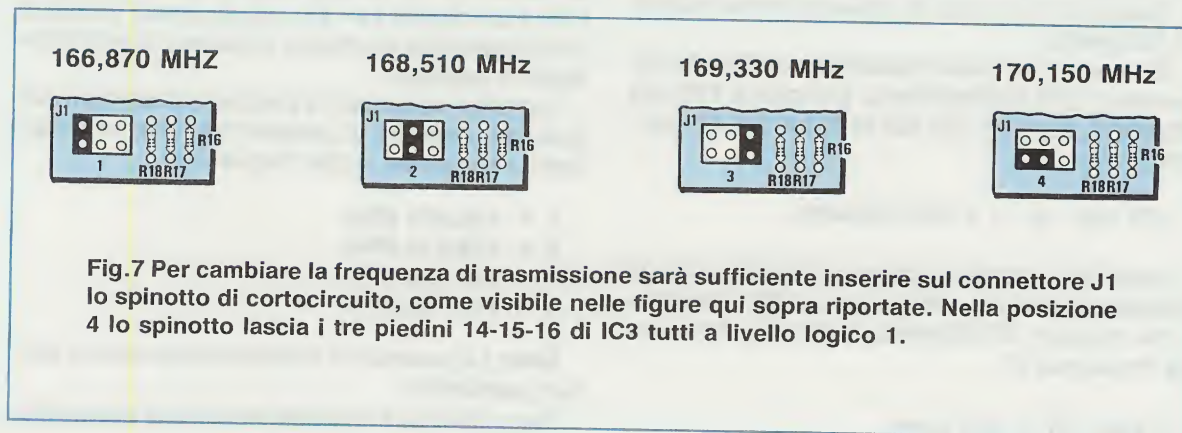 166,870 MHZ
168,510 MHz
169,330 MHz
170,150 MHz
J1
R16
1
R18R17
J1
R16
2
R18R17
J1
R16
3
R18R17
J1
R16
4
R18R17
Fig.7 Per cambiare la frequenza di trasmissione sarà sufficiente inserire sul connettore J1
lo spinotto di cortocircuito, come visibile nelle figure qui sopra riportate. Nella posizione
4 lo spinotto lascia i tre piedini 14-15-16 di IC3 tutti a livello logico 1.